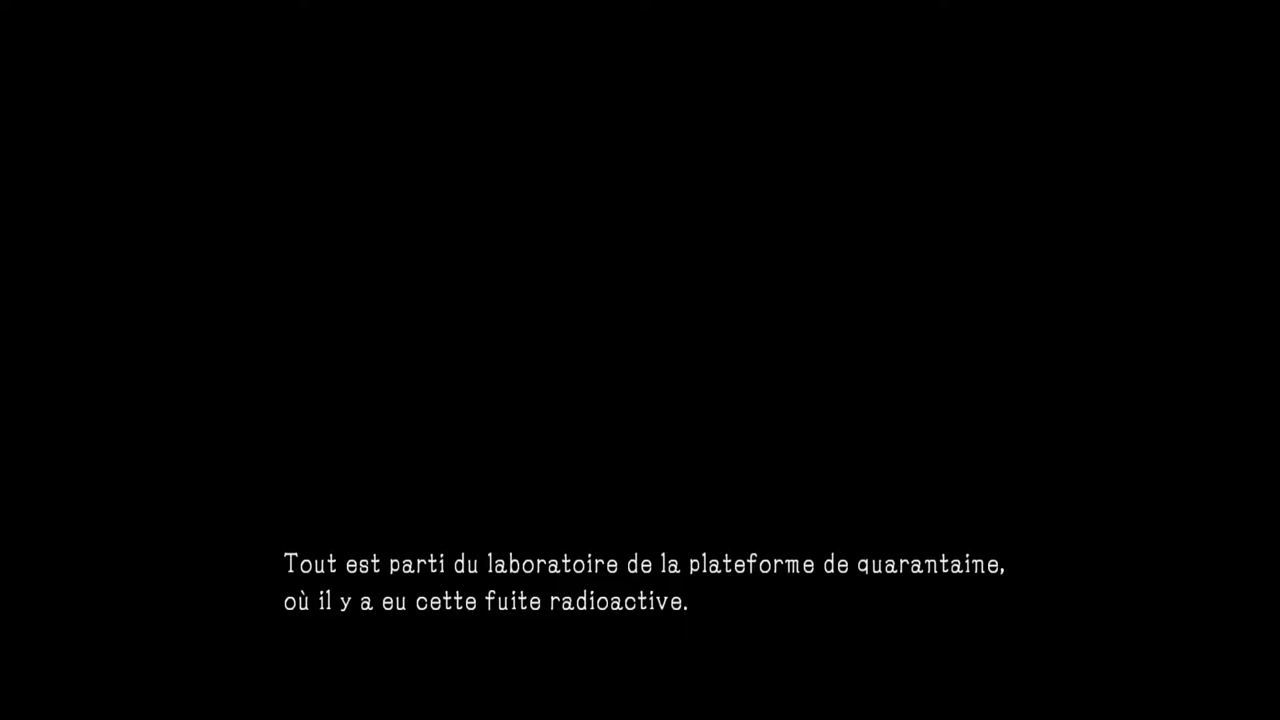 Tout est parti du laboratoire de la plateforme de quarantaine,
où il y a eu cette fuite radioactive.